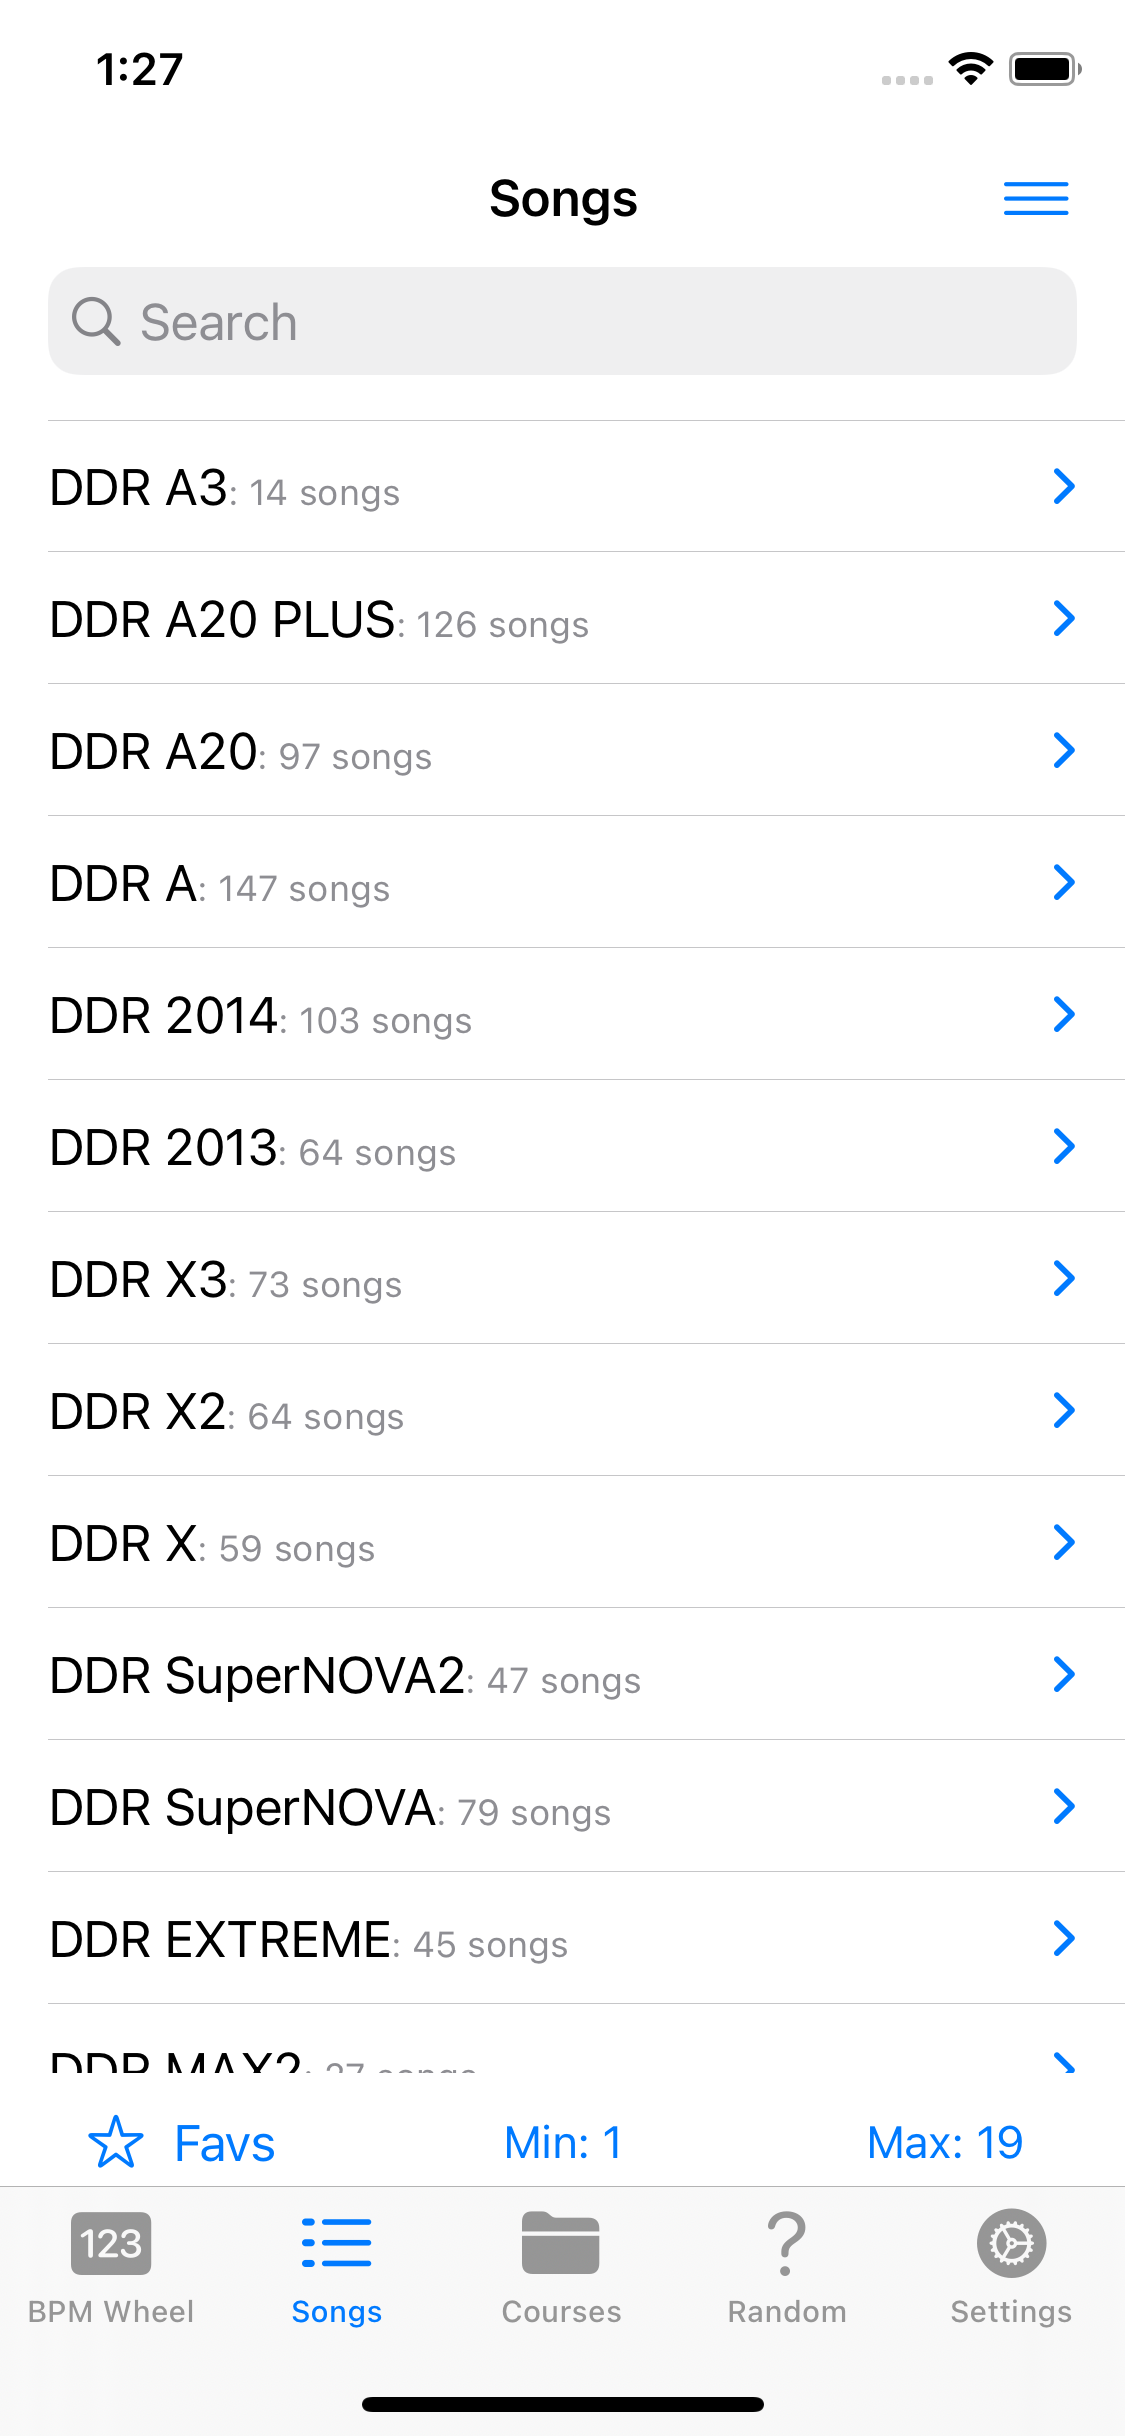 1:27
Songs
Search
DDR A3: 14 songs
DDR A20 PLUS: 126 songs
DDR A20: 97 songs
DDR A: 147 songs
DDR 2014: 103 songs
DDR 2013: 64 songs
DDR X3: 73 songs
DDR X2: 64 songs
DDR X: 59 songs
DDR SuperNOVA2: 47 songs
DDR SuperNOVA: 79 songs
DDR EXTREME: 45 songs
DDR MAX2: songs
Favs Min: 1 Max: 19
123
BPM Wheel Songs Courses Random Settings